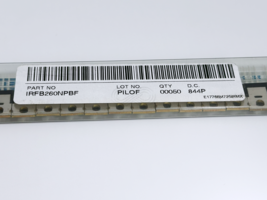 PART NO. LOT NO. QTY D.C.
IRFB260NPBF PILOF 00050 844P